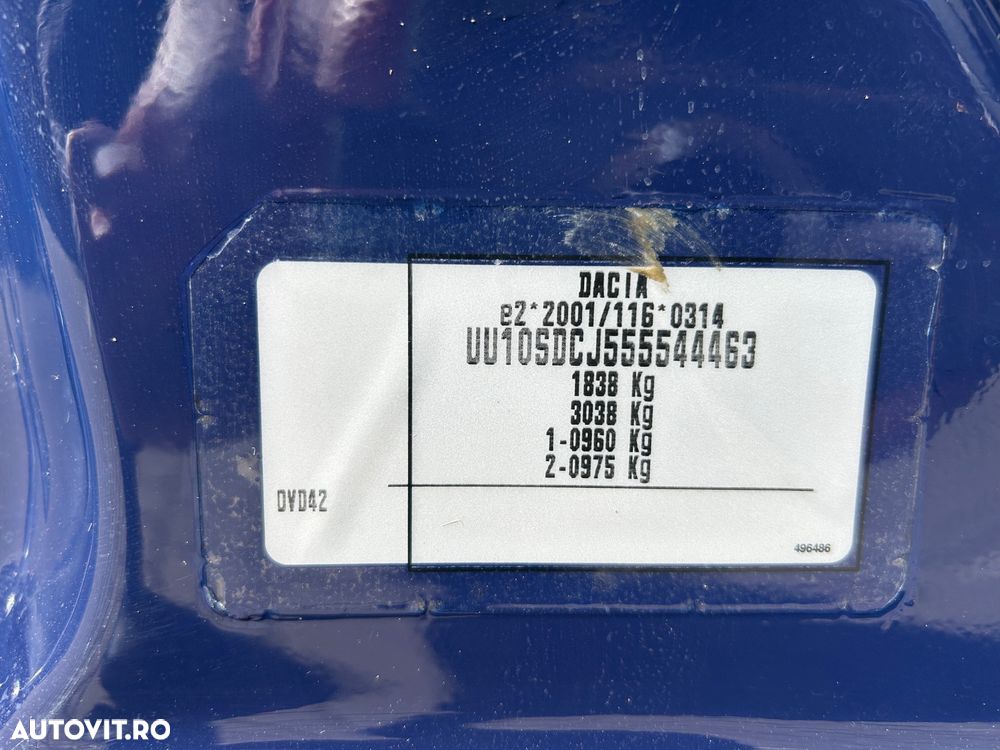 DACIA
e2*2001/116*0314
UU10SDCJ555544463
1838 Kg
3038 Kg
1-0960 Kg
2-0975 Kg
DVD42
496486
AUTOVIT.RO